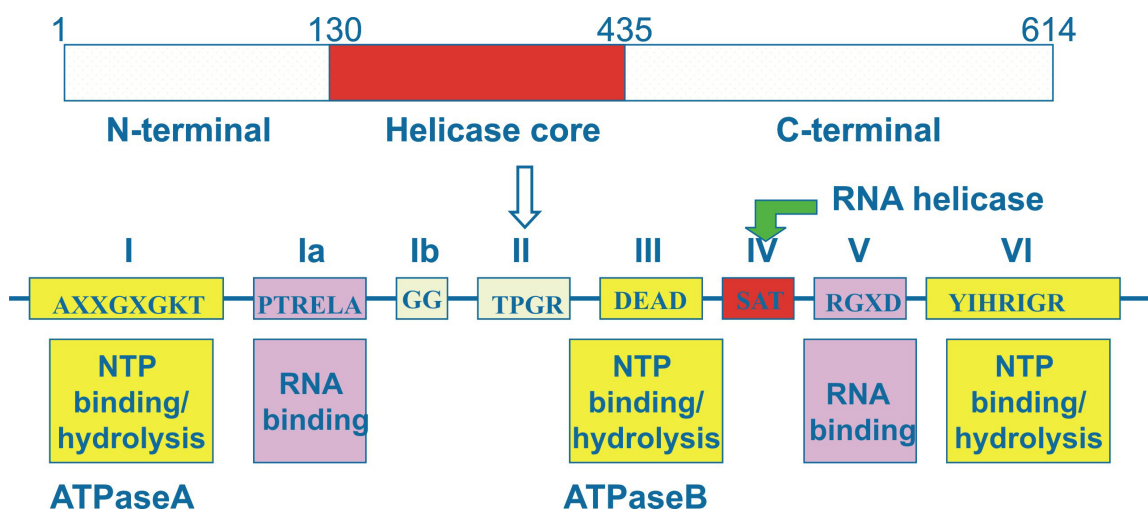 1 130 435 614
N-terminal Helicase core C-terminal
RNA helicase
I Ia Ib II III IV V VI
AXXGXGKT PTRELA GG TPGR DEAD SAT RGXD YIHRIGR
NTP
binding/
hydrolysis
RNA
binding
NTP
binding/
hydrolysis
RNA
binding
NTP
binding/
hydrolysis
ATPaseA ATPaseB